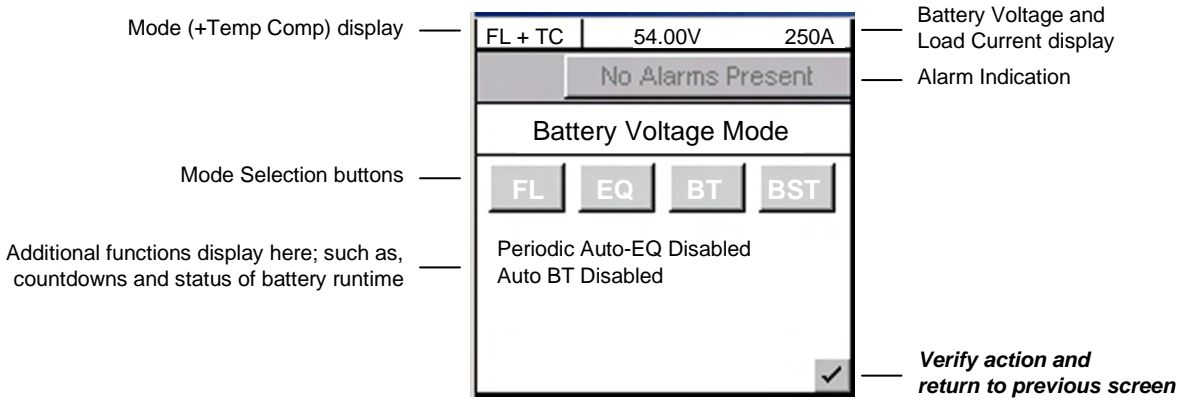 Mode (+Temp Comp) display
FL + TC 54.00V 250A
Battery Voltage and
Load Current display
No Alarms Present
Alarm Indication
Battery Voltage Mode
Mode Selection buttons
FL EQ BT BST
Additional functions display here; such as,
countdowns and status of battery runtime
Periodic Auto-EQ Disabled
Auto BT Disabled
Verify action and
return to previous screen